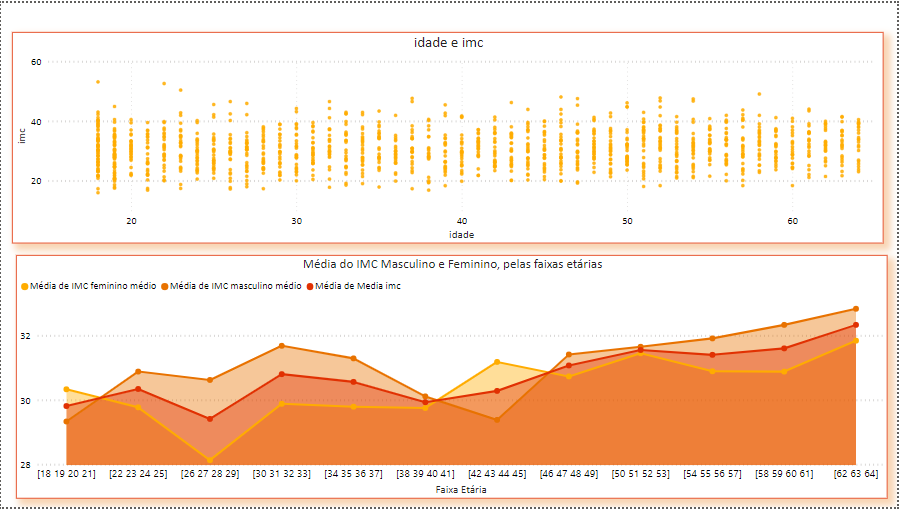 idade e imc
60
40
20
imc
20 30 40 50 60
idade
Média do IMC Masculino e Feminino, pelas faixas etárias
Média de IMC feminino médio Média de IMC masculino médio Média de Media imc
32
30
28
[18 19 20 21] [22 23 24 25] [26 27 28 29] [30 31 32 33] [34 35 36 37] [38 39 40 41] [42 43 44 45] [46 47 48 49] [50 51 52 53] [54 55 56 57] [58 59 60 61] [62 63 64]
Faixa Etária